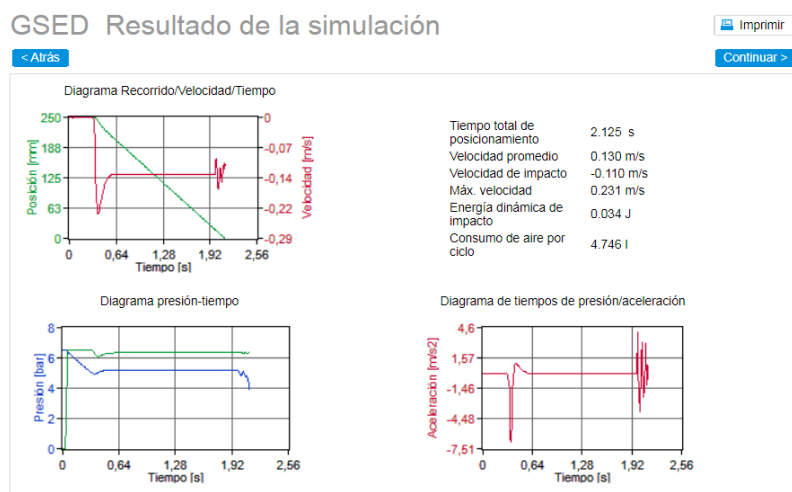 GSED Resultado de la simulación
Imprimir
< Atrás
Continuar >
Diagrama Recorrido/Velocidad/Tiempo
250
188
125
63
0
Posición [mm]
0
-0,07
-0,14
-0,22
-0,29
Velocidad [m/s]
0 0,64 1,28 1,92 2,56
Tiempo [s]
Tiempo total de
posicionamiento
2.125 s
Velocidad promedio 0.130 m/s
Velocidad de impacto -0.110 m/s
Máx. velocidad 0.231 m/s
Energía dinámica de
impacto
0.034 J
Consumo de aire por
ciclo
4.746 l
Diagrama presión-tiempo
8
6
4
2
0
Presión [bar]
0 0,64 1,28 1,92 2,56
Tiempo [s]
Diagrama de tiempos de presión/aceleración
4,6
1,57
-1,46
-4,48
-7,51
Aceleración [m/s2]
0 0,64 1,28 1,92 2,56
Tiempo [s]